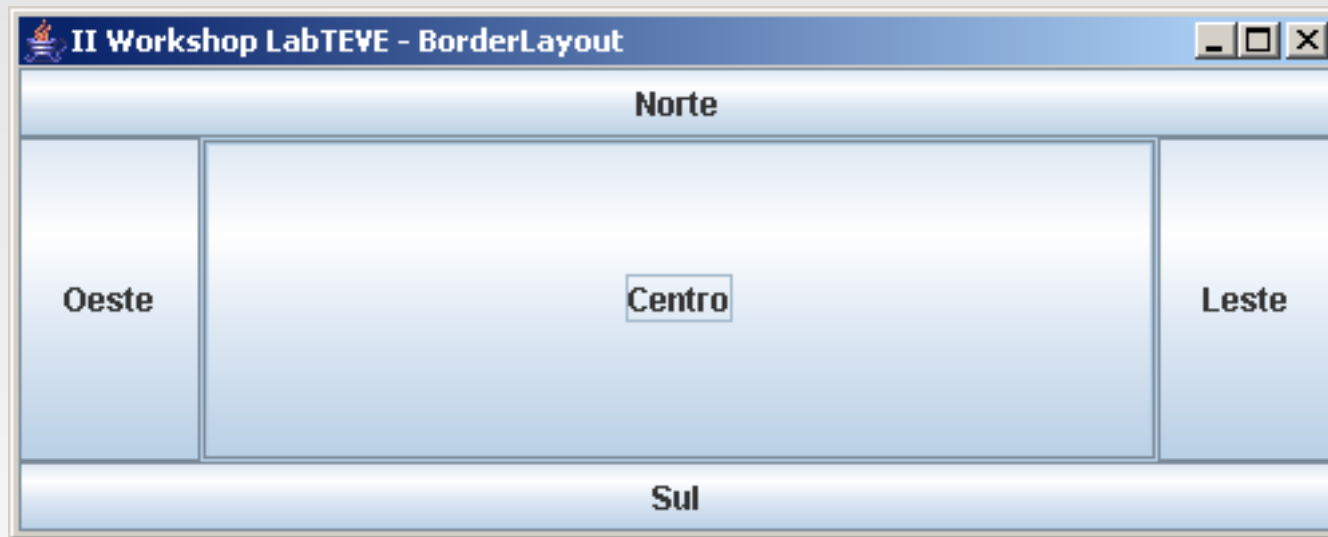 II Workshop LabTEVE - BorderLayout
Norte
Oeste
Centro
Leste
Sul